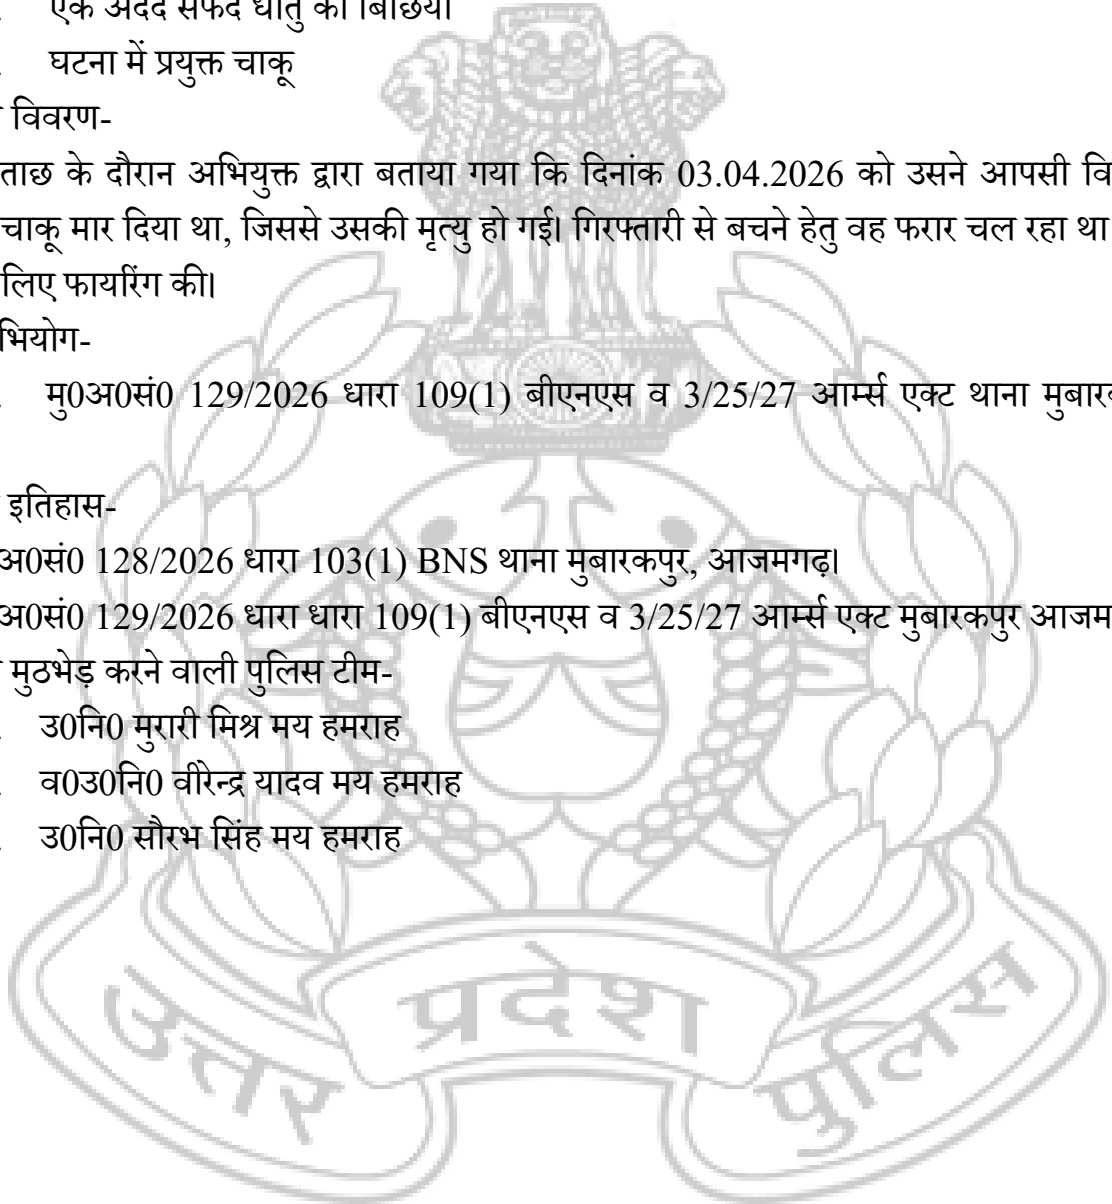 एक अदद सफेद धातु की बिछिया
घटना में प्रयुक्त चाकू
विवरण-
ताछ के दौरान अभियुक्त द्वारा बताया गया कि दिनांक 03.04.2026 को उसने आपसी वि
चाकू मार दिया था, जिससे उसकी मृत्यु हो गई। गिरफ्तारी से बचने हेतु वह फरार चल रहा था
लिए फायरिंग की।
भियोग-
मु0अ0सं0 129/2026 धारा 109(1) बीएनएस व 3/25/27 आर्म्स एक्ट थाना मुबारक
इतिहास-
अ0सं0 128/2026 धारा 103(1) BNS थाना मुबारकपुर, आजमगढ़।
अ0सं0 129/2026 धारा धारा 109(1) बीएनएस व 3/25/27 आर्म्स एक्ट मुबारकपुर आजम
मुठभेड़ करने वाली पुलिस टीम-
उ0नि0 मुरारी मिश्र मय हमराह
व0उ0नि0 वीरेन्द्र यादव मय हमराह
उ0नि0 सौरभ सिंह मय हमराह
उत्तर प्रदेश पुलिस